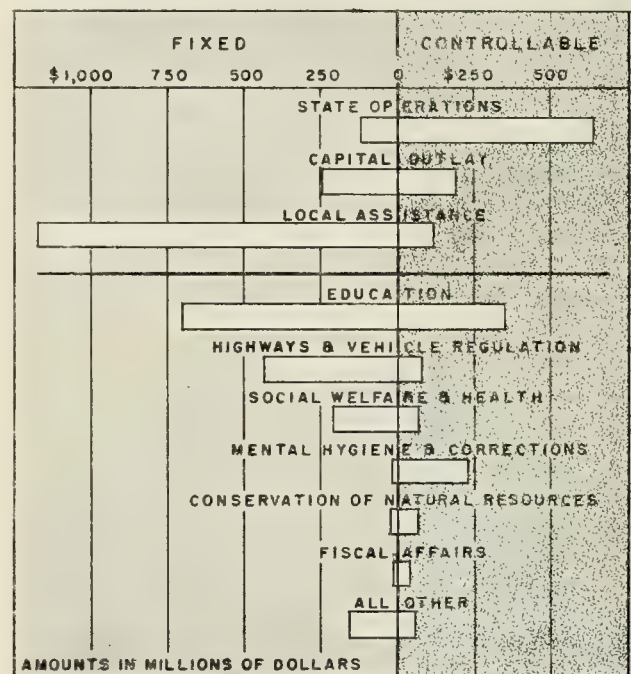 FIXED CONTROLLABLE
$1,000 750 500 250 0 $250 500
STATE OPERATIONS
CAPITAL OUTLAY
LOCAL ASSISTANCE
EDUCATION
HIGHWAYS & VEHICLE REGULATION
SOCIAL WELFARE & HEALTH
MENTAL HYGIENE & CORRECTIONS
CONSERVATION OF NATURAL RESOURCES
FISCAL AFFAIRS
ALL OTHER
AMOUNTS IN MILLIONS OF DOLLARS